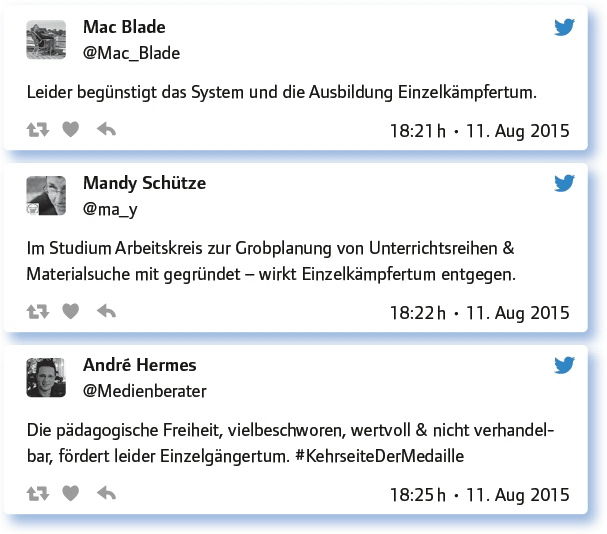 Mac Blade
@Mac_Blade
Leider begünstigt das System und die Ausbildung Einzelkämpfertum.
18:21 h • 11. Aug 2015
Mandy Schütze
@ma_y
Im Studium Arbeitskreis zur Grobplanung von Unterrichtsreihen &
Materialsuche mit gegründet – wirkt Einzelkämpfertum entgegen.
18:22 h • 11. Aug 2015
André Hermes
@Medienberater
Die pädagogische Freiheit, vielbeschworen, wertvoll & nicht verhandel-
bar, fördert leider Einzelgängertum. #KehrseiteDerMedaille
18:25 h • 11. Aug 2015